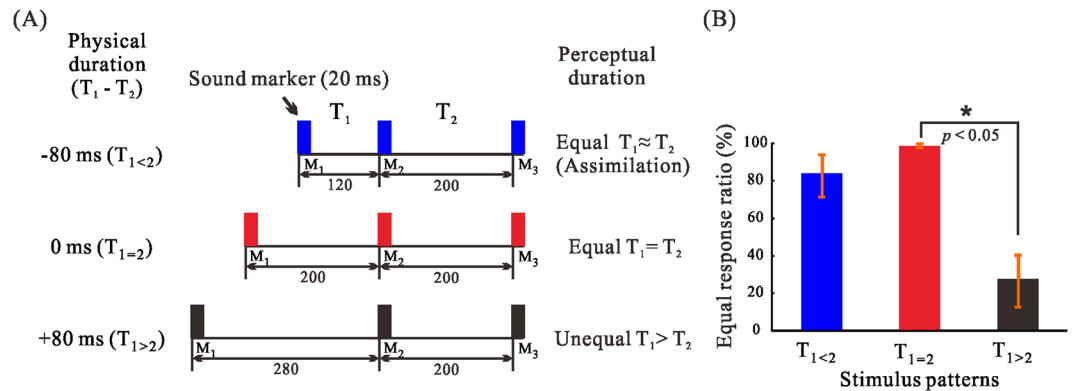 (A)
Physical
duration
(T₁ - T₂)
Sound marker (20 ms)
Perceptual
duration
T₁
T₂
-80 ms (T₁<₂)
M₁
M₂
M₃
120
200
Equal T₁≈ T₂
(Assimilation)
0 ms (T₁₌₂)
M₁
M₂
M₃
200
200
Equal T₁= T₂
+80 ms (T₁>₂)
M₁
M₂
M₃
280
200
Unequal T₁> T₂
(B)
*
p < 0.05
Equal response ratio (%)
100
80
60
40
20
0
T₁<₂
T₁₌₂
T₁>₂
Stimulus patterns